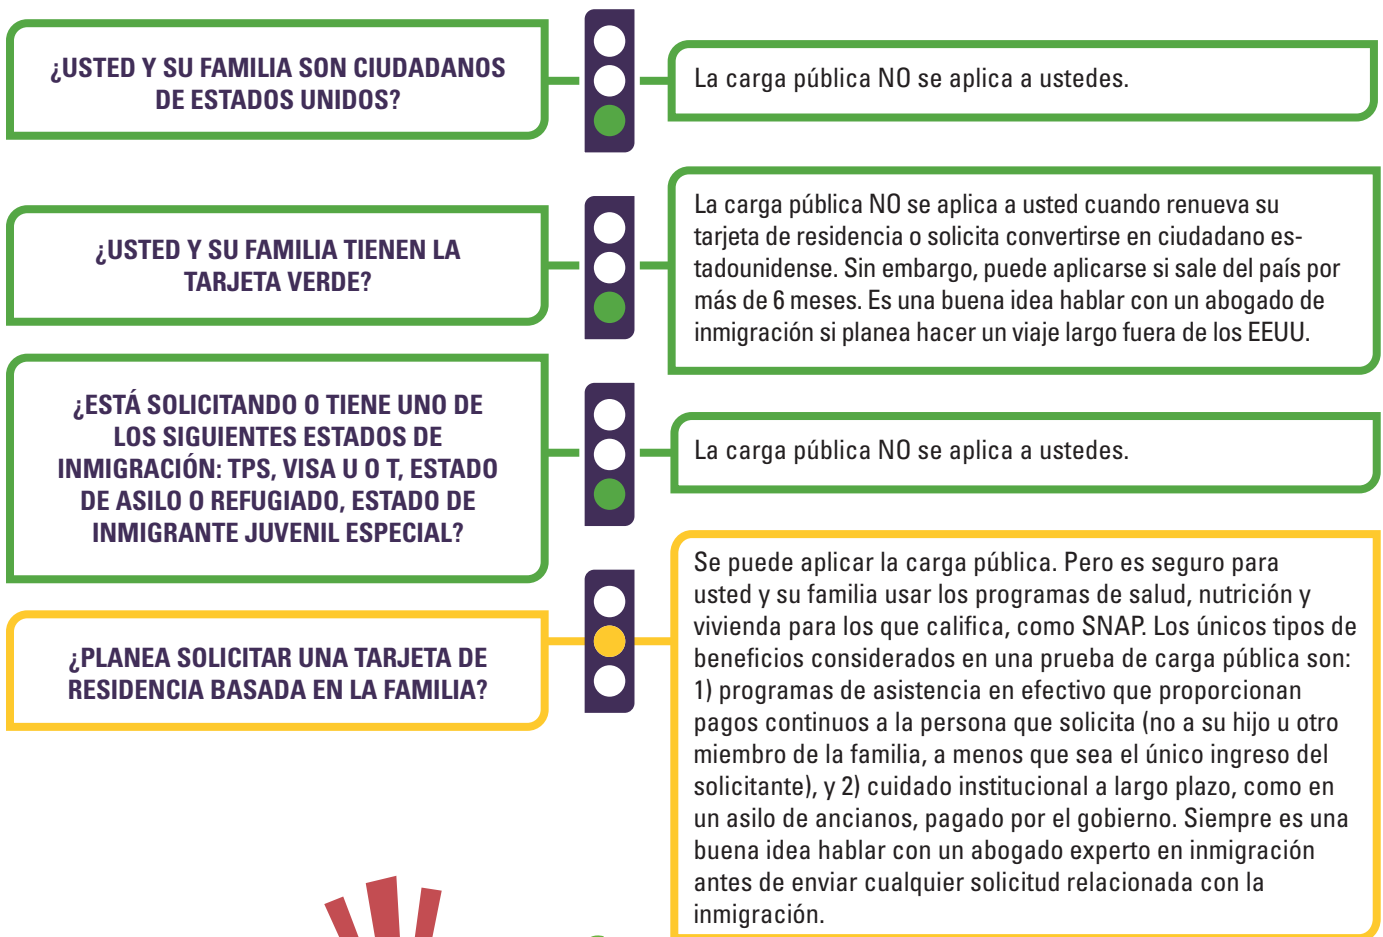 ¿USTED Y SU FAMILIA SON CIUDADANOS
DE ESTADOS UNIDOS?
La carga pública NO se aplica a ustedes.
¿USTED Y SU FAMILIA TIENEN LA
TARJETA VERDE?
La carga pública NO se aplica a usted cuando renueva su
tarjeta de residencia o solicita convertirse en ciudadano es-
tadounidense. Sin embargo, puede aplicarse si sale del país por
más de 6 meses. Es una buena idea hablar con un abogado de
inmigración si planea hacer un viaje largo fuera de los EEUU.
¿ESTÁ SOLICITANDO O TIENE UNO DE
LOS SIGUIENTES ESTADOS DE
INMIGRACIÓN: TPS, VISA U O T, ESTADO
DE ASILO O REFUGIADO, ESTADO DE
INMIGRANTE JUVENIL ESPECIAL?
La carga pública NO se aplica a ustedes.
¿PLANEA SOLICITAR UNA TARJETA DE
RESIDENCIA BASADA EN LA FAMILIA?
Se puede aplicar la carga pública. Pero es seguro para
usted y su familia usar los programas de salud, nutrición y
vivienda para los que califica, como SNAP. Los únicos tipos de
beneficios considerados en una prueba de carga pública son:
1) programas de asistencia en efectivo que proporcionan
pagos continuos a la persona que solicita (no a su hijo u otro
miembro de la familia, a menos que sea el único ingreso del
solicitante), y 2) cuidado institucional a largo plazo, como en
un asilo de ancianos, pagado por el gobierno. Siempre es una
buena idea hablar con un abogado experto en inmigración
antes de enviar cualquier solicitud relacionada con la
inmigración.